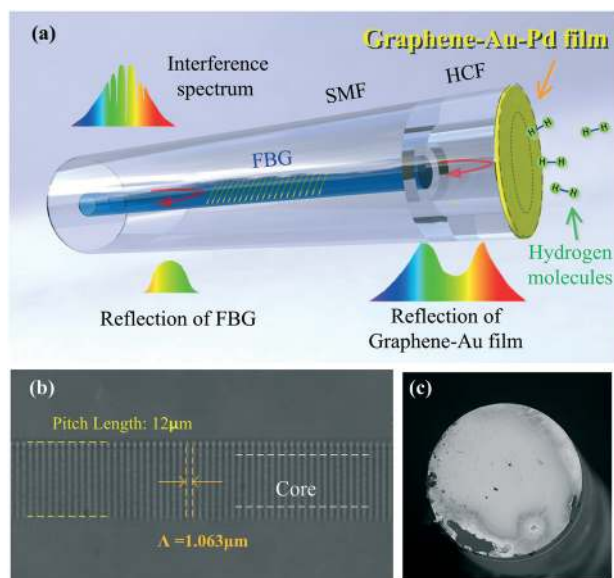 (a)
Graphene-Au-Pd film
Interference
spectrum
SMF
HCF
FBG
H-H
H-H
H-H
H-H
Hydrogen
molecules
Reflection of FBG
Reflection of
Graphene-Au film
(b)
Pitch Length: 12μm
Core
Λ =1.063μm
(c)